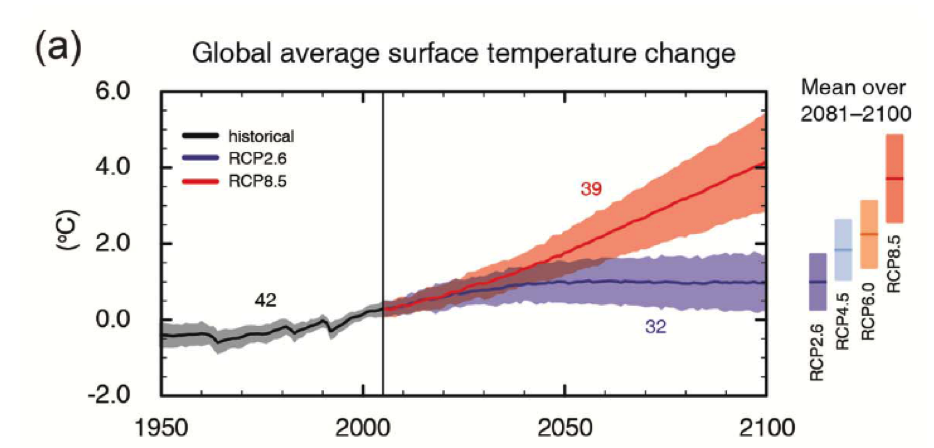 (a)
Global average surface temperature change
6.0
4.0
2.0
0.0
-2.0
(ºC)
historical
RCP2.6
RCP8.5
42
39
32
1950
2000
2050
2100
Mean over
2081–2100
RCP2.6
RCP4.5
RCP6.0
RCP8.5